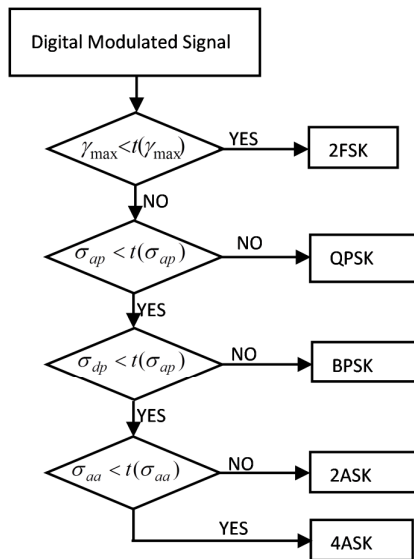 Digital Modulated Signal
γmax<t(γmax)
YES
2FSK
NO
σap < t(σap)
NO
QPSK
YES
σdp < t(σap)
NO
BPSK
YES
σaa < t(σaa)
NO
2ASK
YES
4ASK